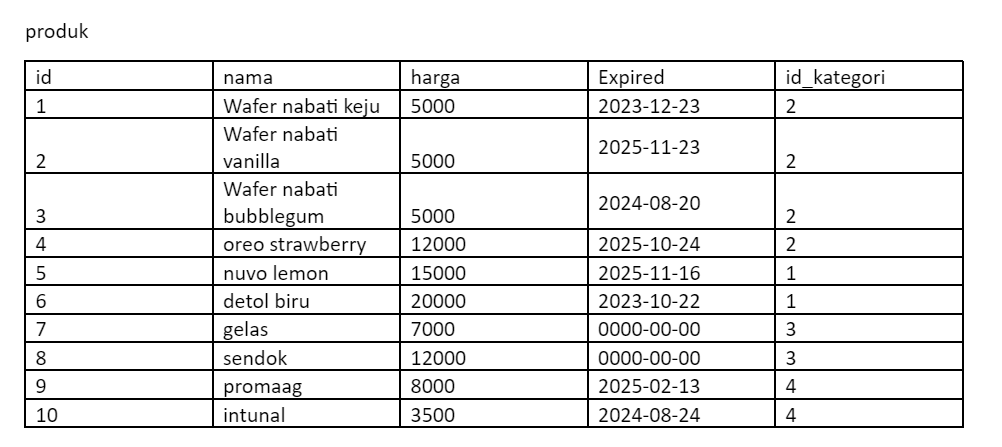 produk
id nama harga Expired id_kategori
1 Wafer nabati keju 5000 2023-12-23 2
2 Wafer nabati
vanilla 5000 2025-11-23 2
3 Wafer nabati
bubblegum 5000 2024-08-20 2
4 oreo strawberry 12000 2025-10-24 2
5 nuvo lemon 15000 2025-11-16 1
6 detol biru 20000 2023-10-22 1
7 gelas 7000 0000-00-00 3
8 sendok 12000 0000-00-00 3
9 promaag 8000 2025-02-13 4
10 intunal 3500 2024-08-24 4